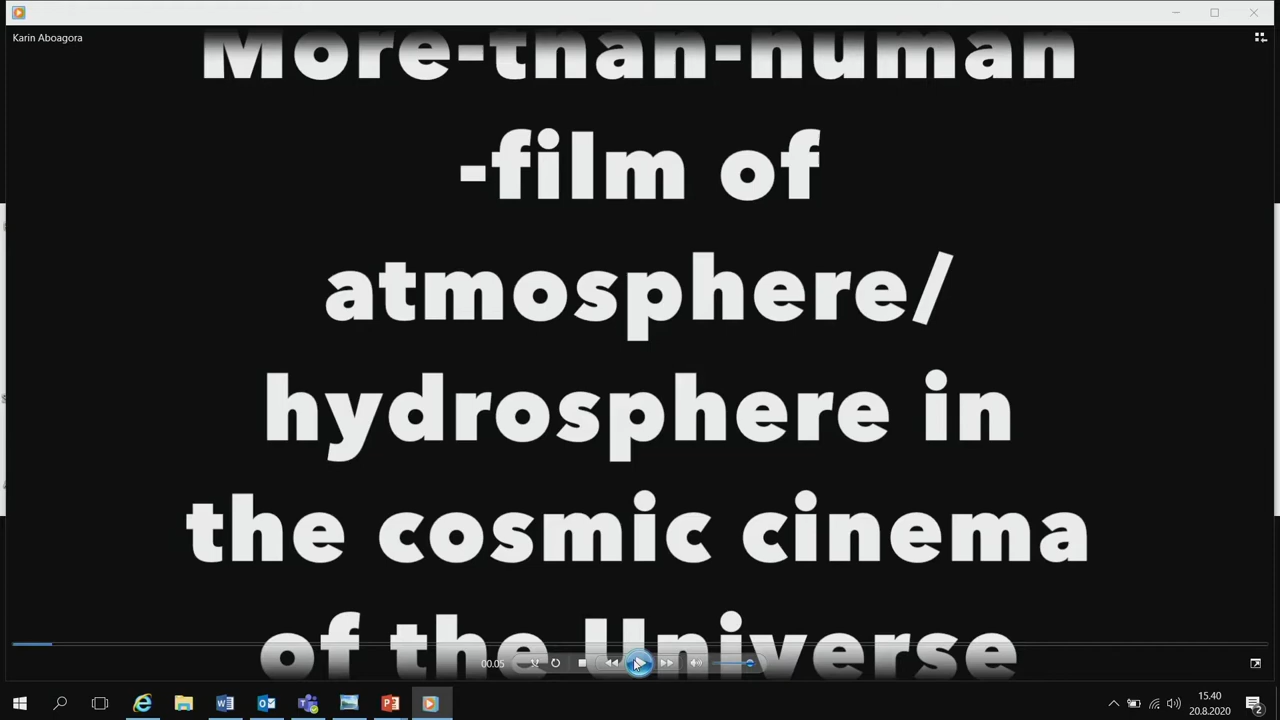 Karin Aboagora
More-than-human
-film of
atmosphere/
hydrosphere in
the cosmic cinema
of the Universe
00.05
15.40
20.8.2020
2